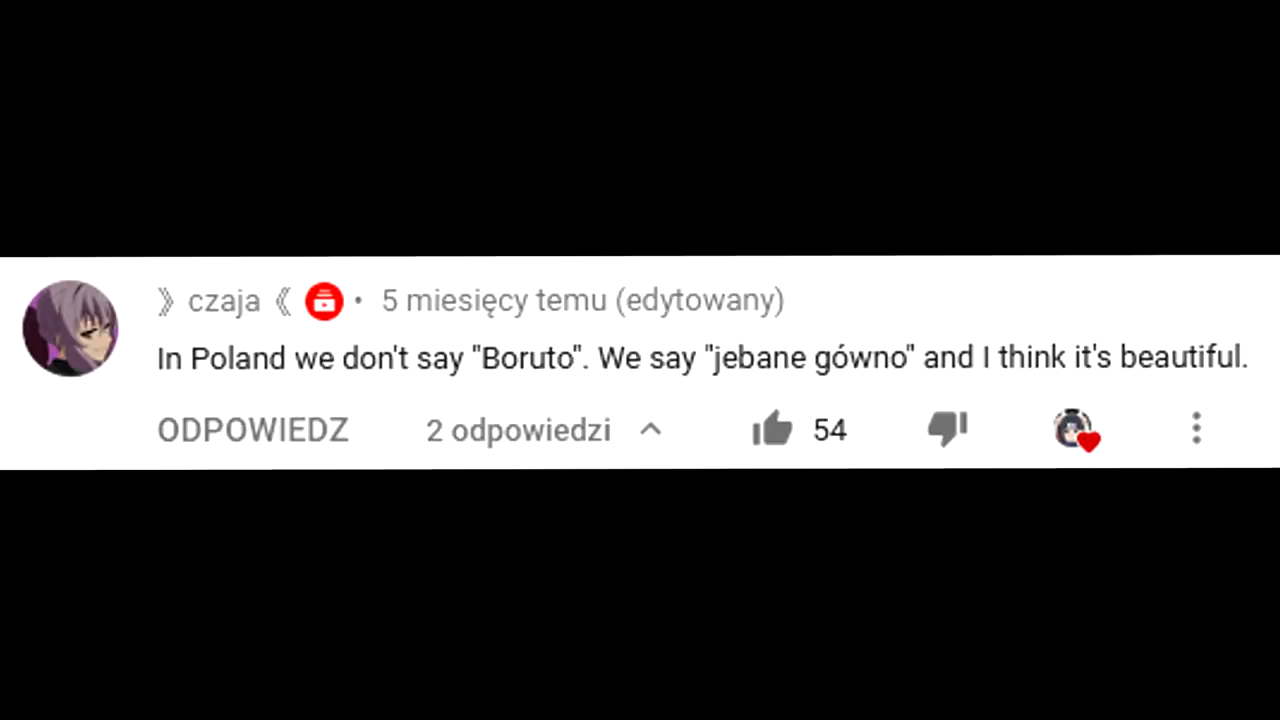 》 czaja 《 • 5 miesięcy temu (edytowany)
In Poland we don't say "Boruto". We say "jebane gówno" and I think it's beautiful.
ODPOWIEDZ 2 odpowiedzi 54